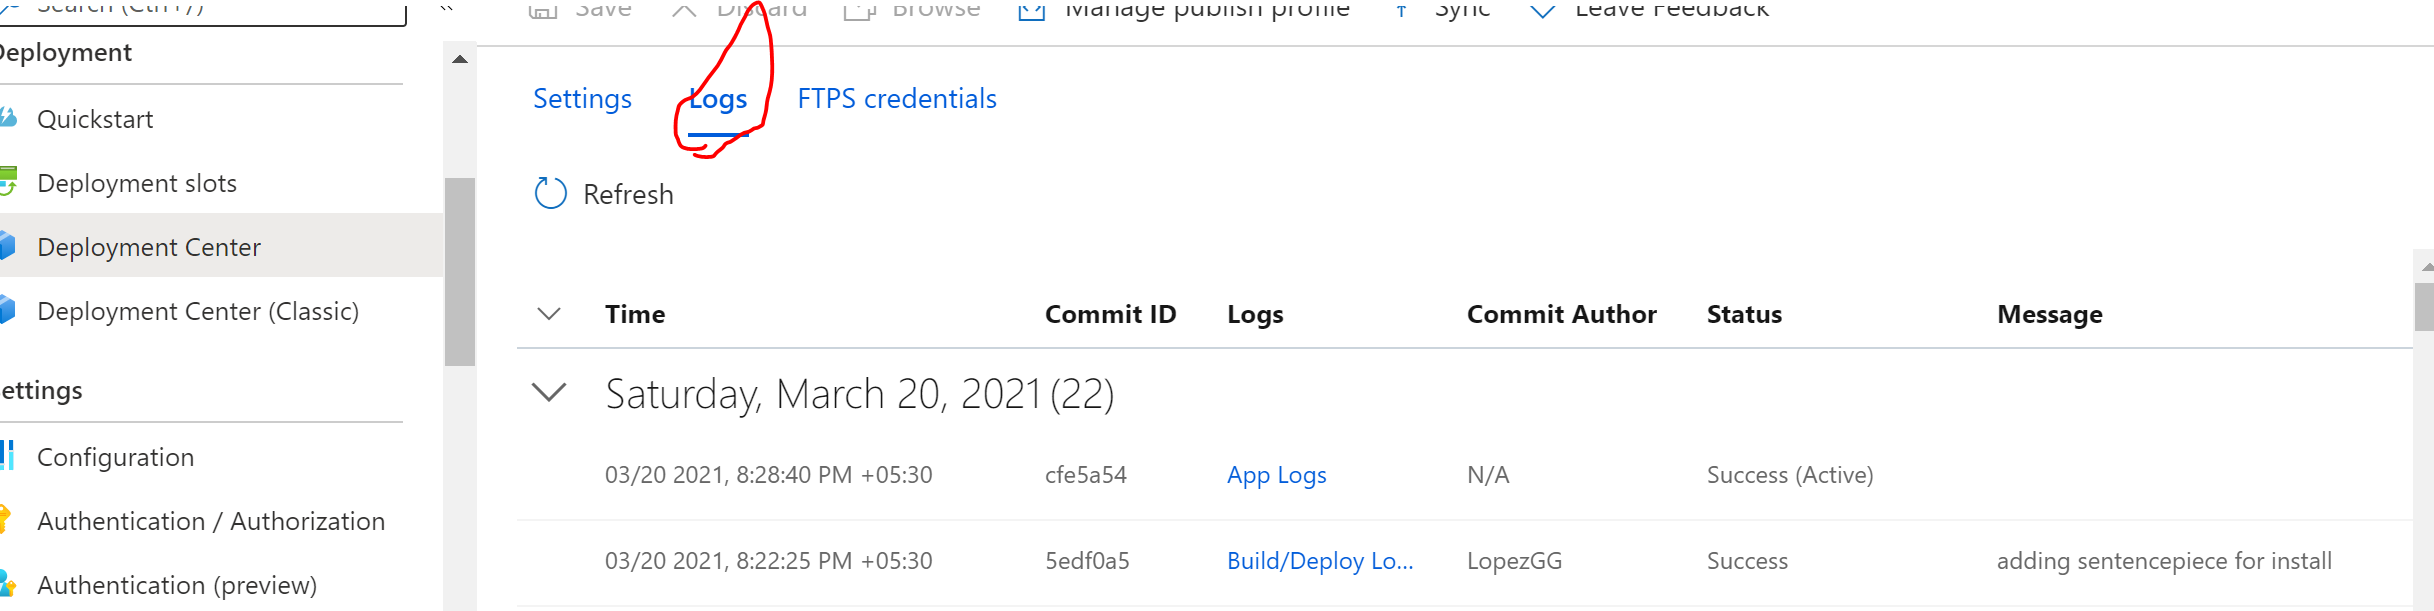 Search (Ctrl+/)
Save Discard Browse Manage publish profile Sync Leave Feedback
Deployment
Quickstart
Deployment slots
Deployment Center
Deployment Center (Classic)
ettings
Configuration
Authentication / Authorization
Authentication (preview)
Settings Logs FTPS credentials
Refresh
Time Commit ID Logs Commit Author Status Message
Saturday, March 20, 2021 (22)
03/20 2021, 8:28:40 PM +05:30 cfe5a54 App Logs N/A Success (Active)
03/20 2021, 8:22:25 PM +05:30 5edf0a5 Build/Deploy Lo... LopezGG Success adding sentencepiece for install